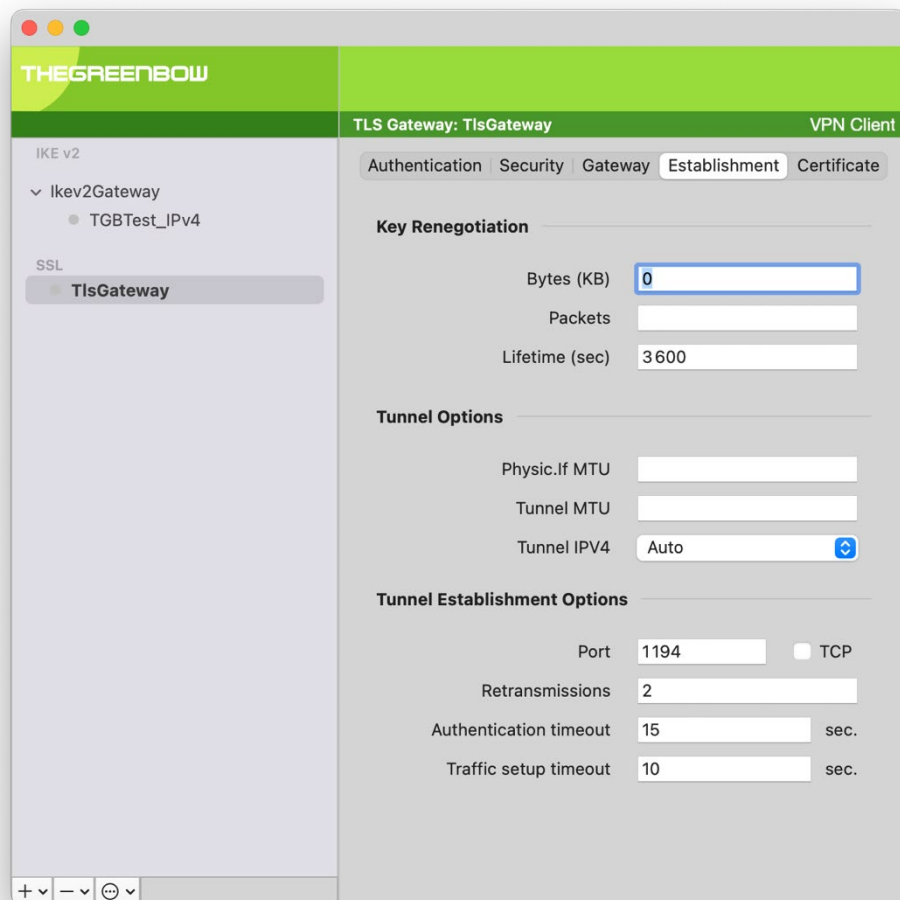 THEGREENBOW
TLS Gateway: TlsGateway VPN Client
IKE v2
Ikev2Gateway
TGBTest_IPv4
SSL
TlsGateway
Authentication Security Gateway Establishment Certificate
Key Renegotiation
Bytes (KB) 0
Packets
Lifetime (sec) 3 600
Tunnel Options
Physic.If MTU
Tunnel MTU
Tunnel IPV4 Auto
Tunnel Establishment Options
Port 1194 TCP
Retransmissions 2
Authentication timeout 15 sec.
Traffic setup timeout 10 sec.